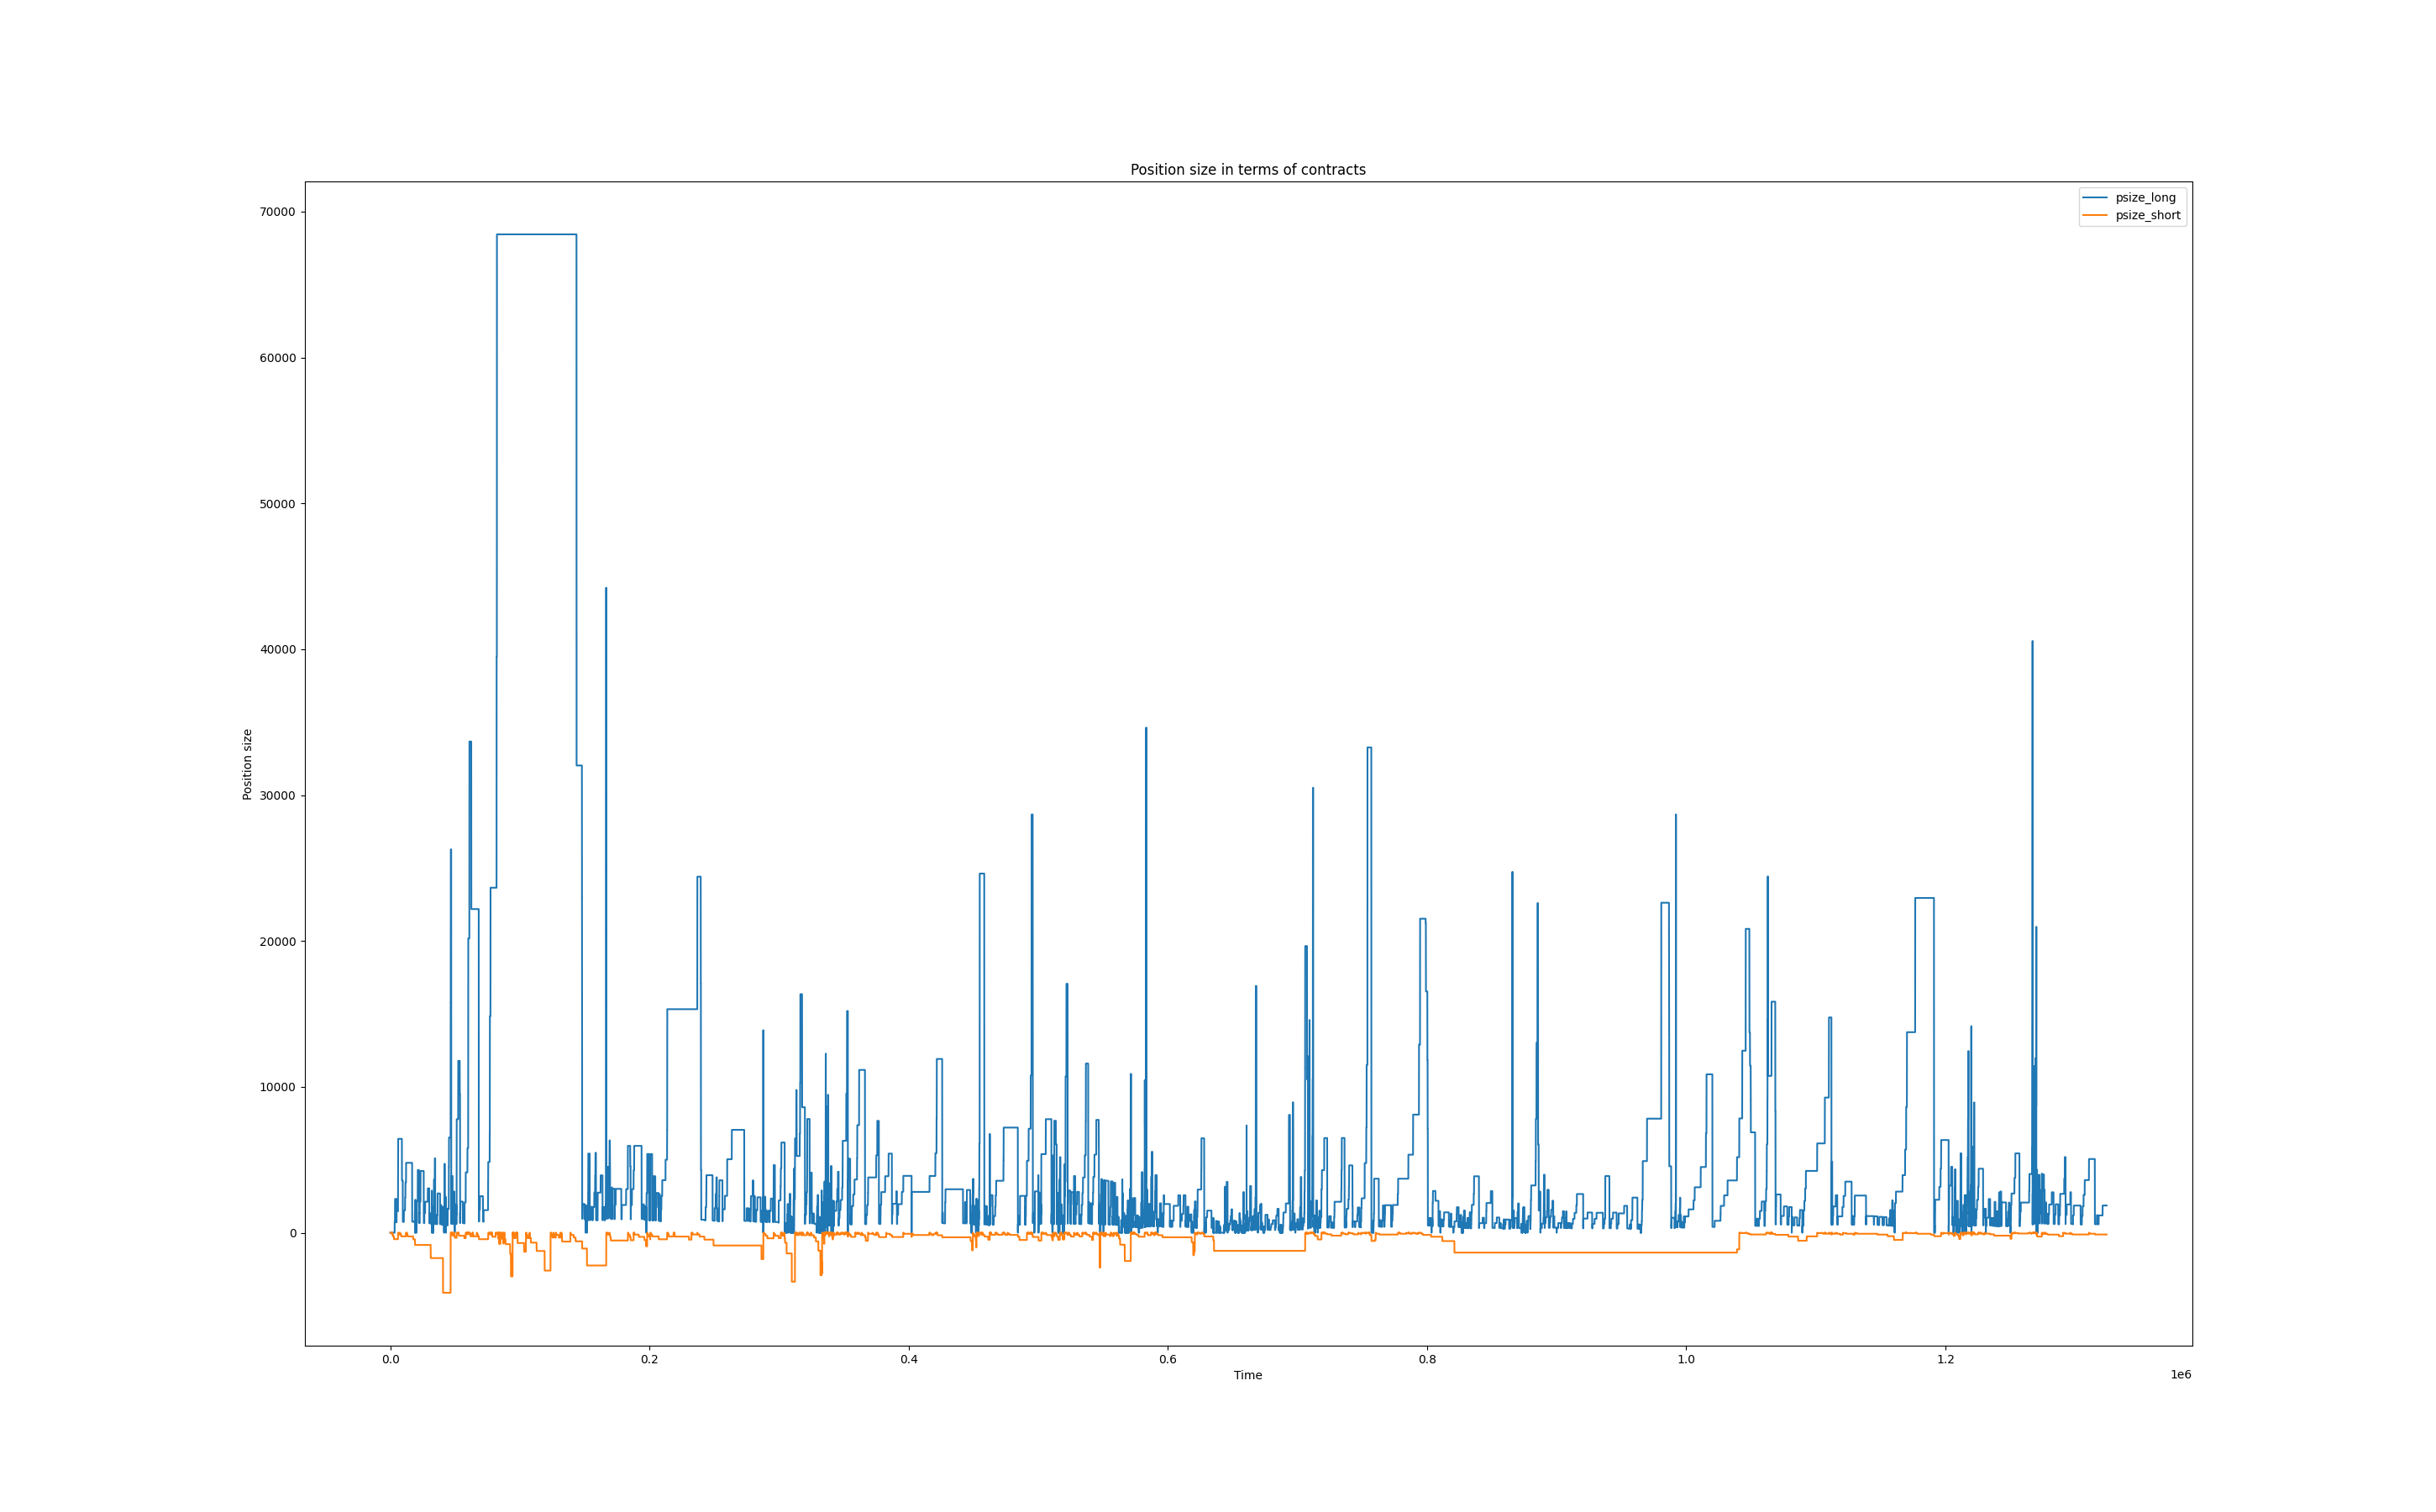 Position size in terms of contracts
psize_long
psize_short
70000
60000
50000
40000
30000
20000
10000
0
Position size
0.0 0.2 0.4 0.6 0.8 1.0 1.2
1e6
Time